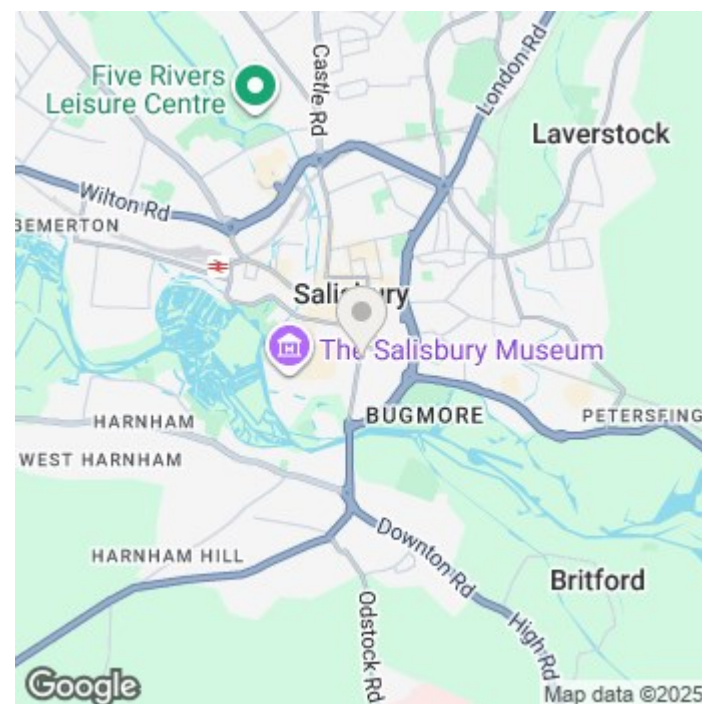 Five Rivers
Leisure Centre
Castle Rd
London Rd
Laverstock
Wilton Rd
BEMERTON
Salisbury
The Salisbury Museum
BUGMORE
PETERSFING
HARNHAM
WEST HARNHAM
Downton Rd
HARNHAM HILL
Britford
Odstock Rd
High Rd
Google
Map data ©2025